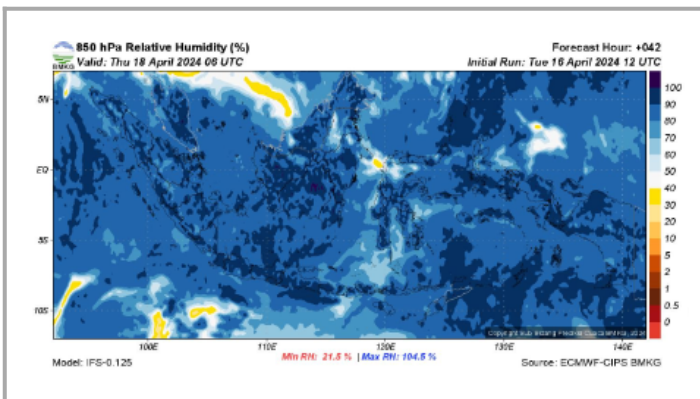 850 hPa Relative Humidity (%)
Forecast Hour: +042
BMKG
Valid: Thu 18 April 2024 06 UTC
Initial Run: Tue 16 April 2024 12 UTC
5N
EQ
5S
10S
100
90
80
70
60
50
40
30
20
10
5
2
1
0.5
0
100E
110E
120E
130E
140E
Model: IFS-0.125
Min RH: 21.5 % | Max RH: 104.5 %
Source: ECMWF-CIPS BMKG